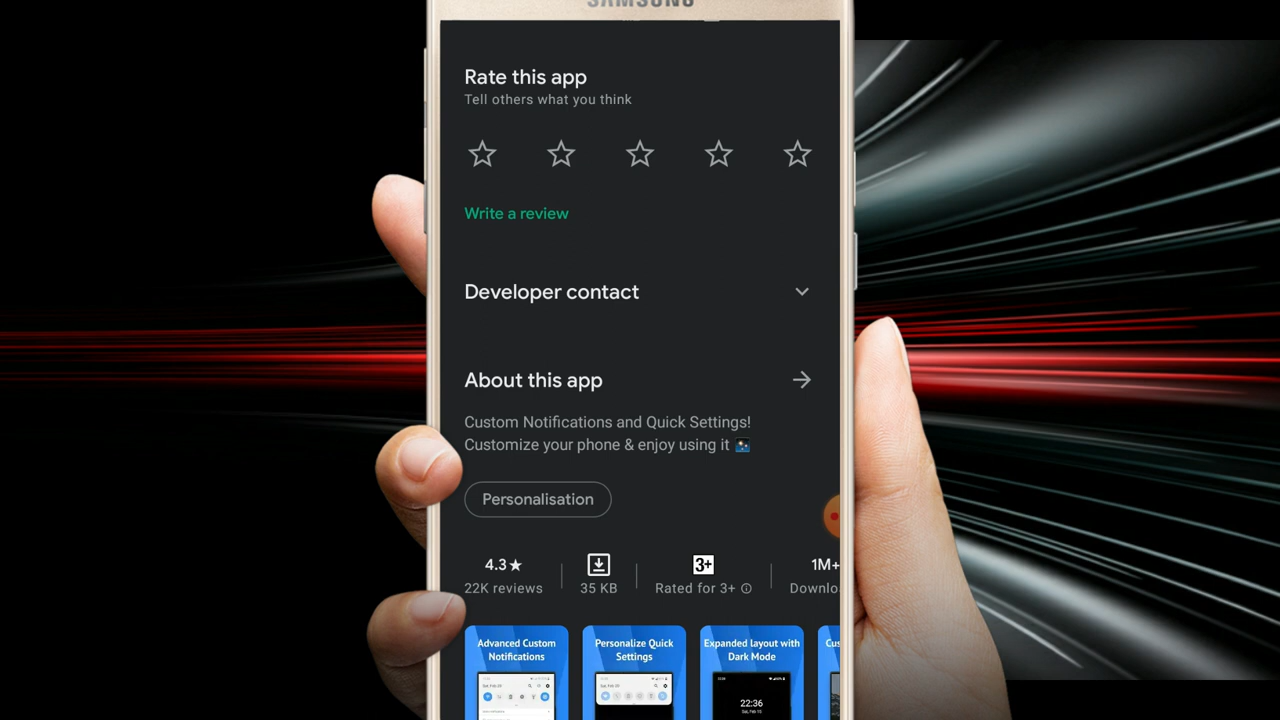 SAMSUNG
Rate this app
Tell others what you think
Write a review
Developer contact
About this app
Custom Notifications and Quick Settings!
Customize your phone & enjoy using it
Personalisation
4.3★
22K reviews
35 KB
3+
Rated for 3+
1M+
Downlo
Advanced Custom
Notifications
Personalize Quick
Settings
Expanded layout with
Dark Mode
Cus
22:36